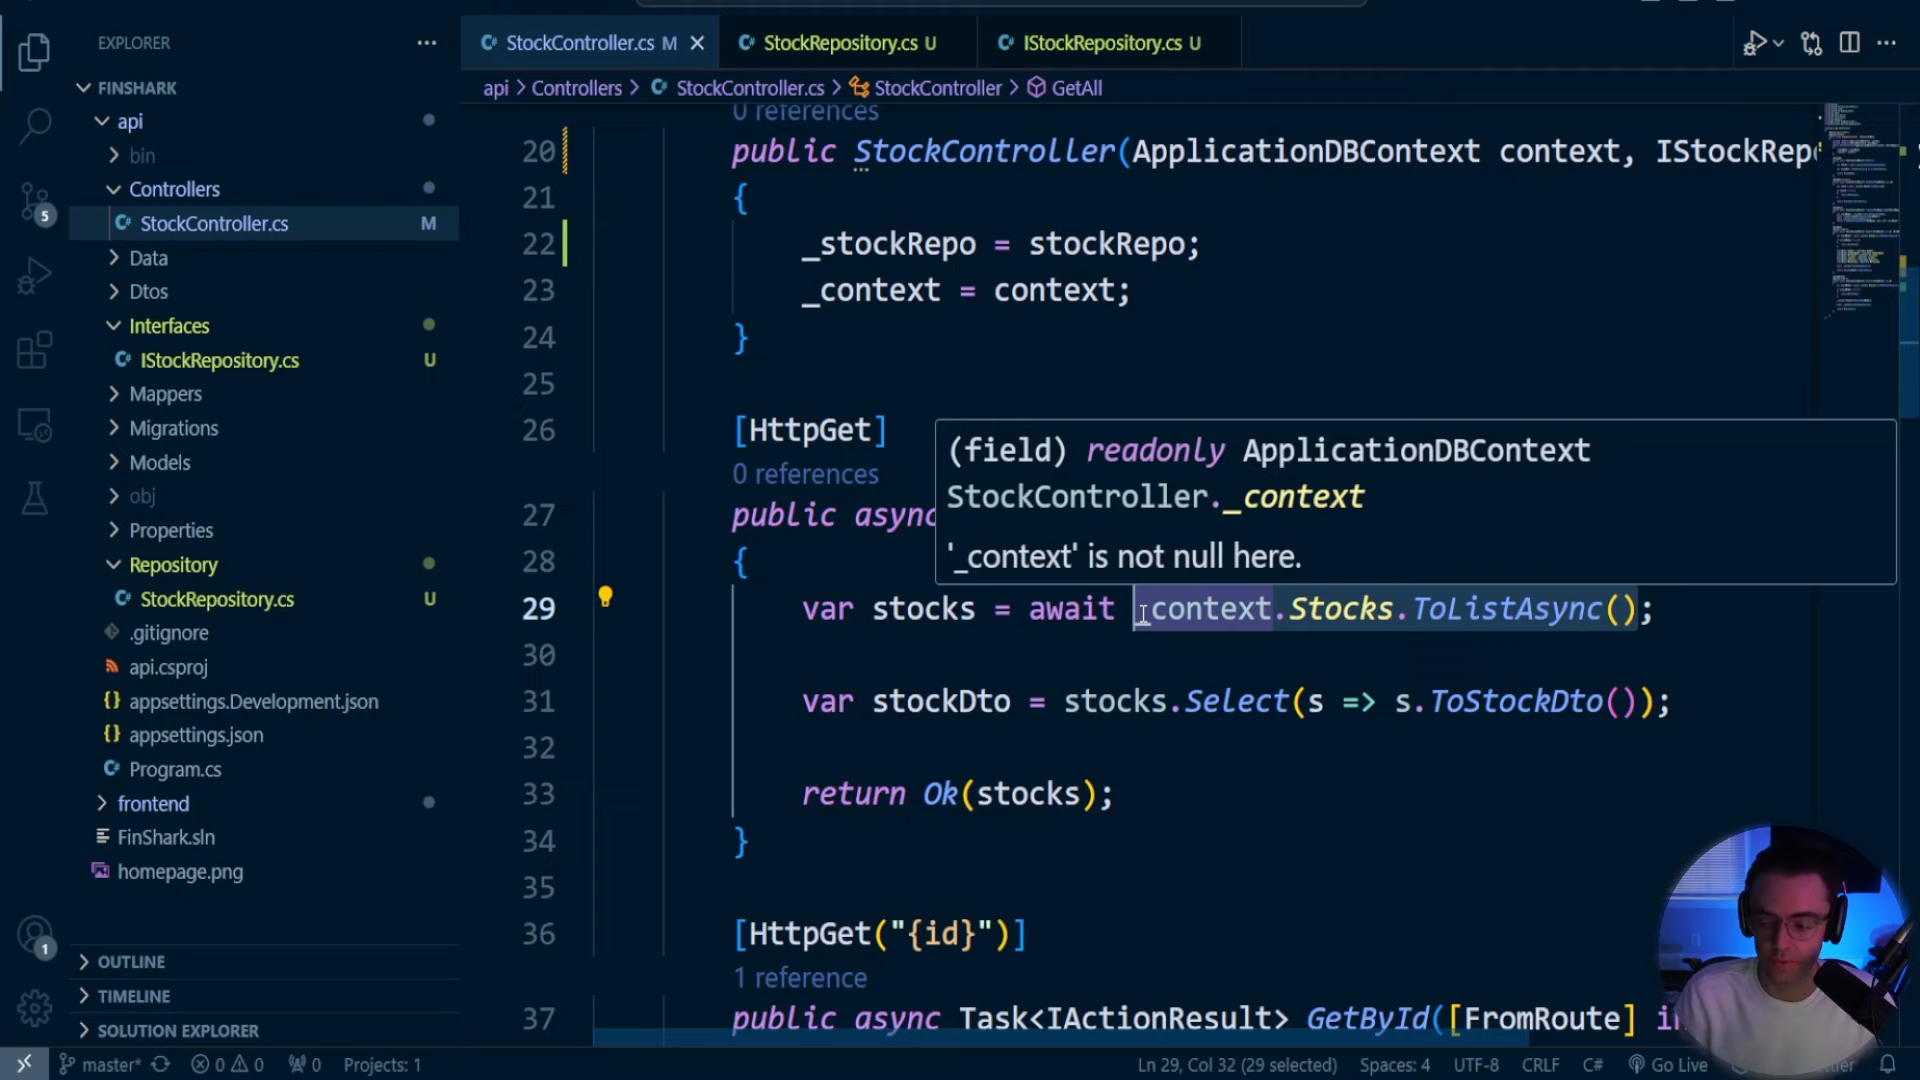 EXPLORER
FINSHARK
api
bin
Controllers
StockController.cs M
Data
Dtos
Interfaces
IStockRepository.cs U
Mappers
Migrations
Models
obj
Properties
Repository
StockRepository.cs U
.gitignore
api.csproj
appsettings.Development.json
appsettings.json
Program.cs
frontend
FinShark.sln
homepage.png
OUTLINE
TIMELINE
SOLUTION EXPLORER
5
1
StockController.cs M
StockRepository.cs U
IStockRepository.cs U
api > Controllers > StockController.cs > StockController > GetAll
0 references
20 public StockController(ApplicationDBContext context, IStockRep
21 {
22 _stockRepo = stockRepo;
23 _context = context;
24 }
25
26 [HttpGet]
0 references
27 public async
(field) readonly ApplicationDBContext
StockController._context
'_context' is not null here.
28 {
29 var stocks = await _context.Stocks.ToListAsync();
30
31 var stockDto = stocks.Select(s => s.ToStockDto());
32
33 return Ok(stocks);
34 }
35
36 [HttpGet("{id}")]
1 reference
37 public async Task<IActionResult> GetById([FromRoute] i
master* 0 0 0 Projects: 1 Ln 29, Col 32 (29 selected) Spaces: 4 UTF-8 CRLF C# Go Live